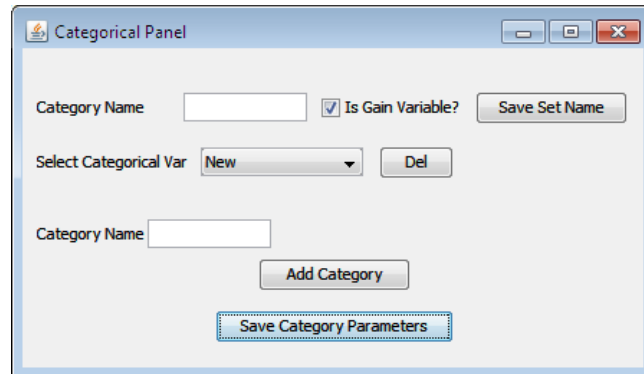 Categorical Panel
Category Name Is Gain Variable? Save Set Name
Select Categorical Var New Del
Category Name
Add Category
Save Category Parameters